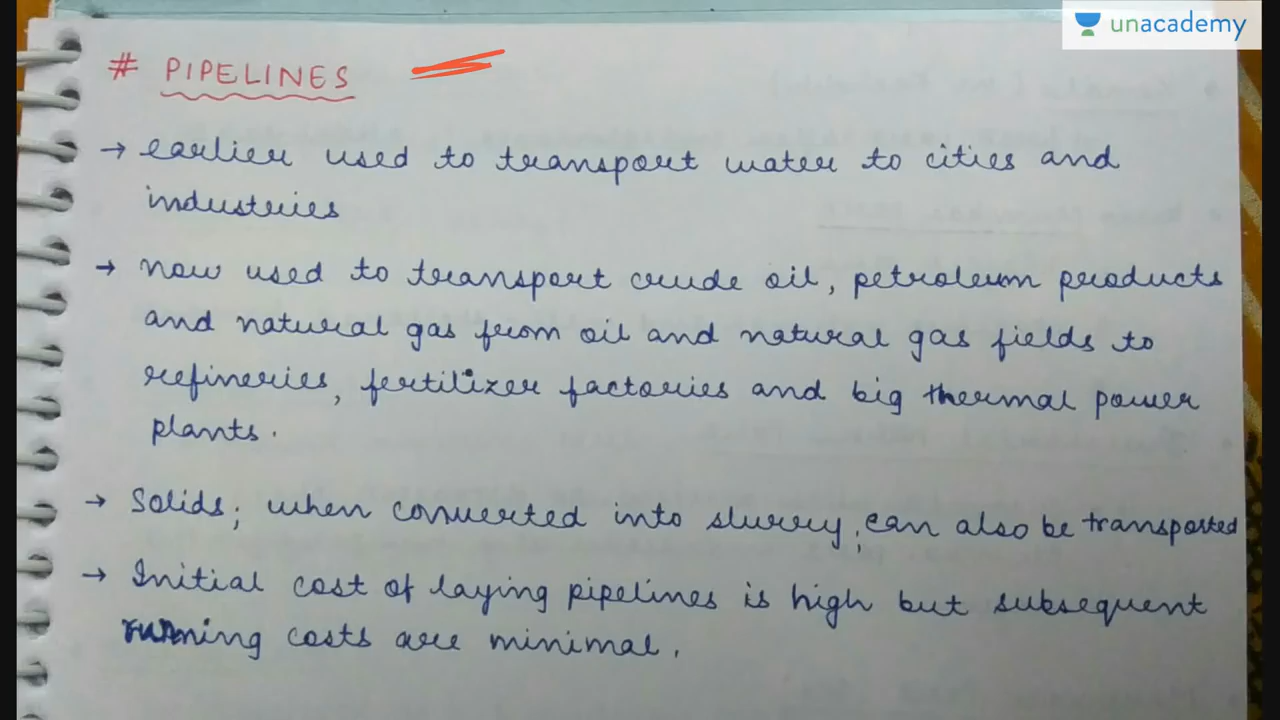 unacademy
# PIPELINES
→ earlier used to transport water to cities and
industries
→ now used to transport crude oil, petroleum products
and natural gas from oil and natural gas fields to
refineries, fertilizer factories and big thermal power
plants.
→ Solids, when converted into slurry, can also be transported
→ Initial cost of laying pipelines is high but subsequent
running costs are minimal.